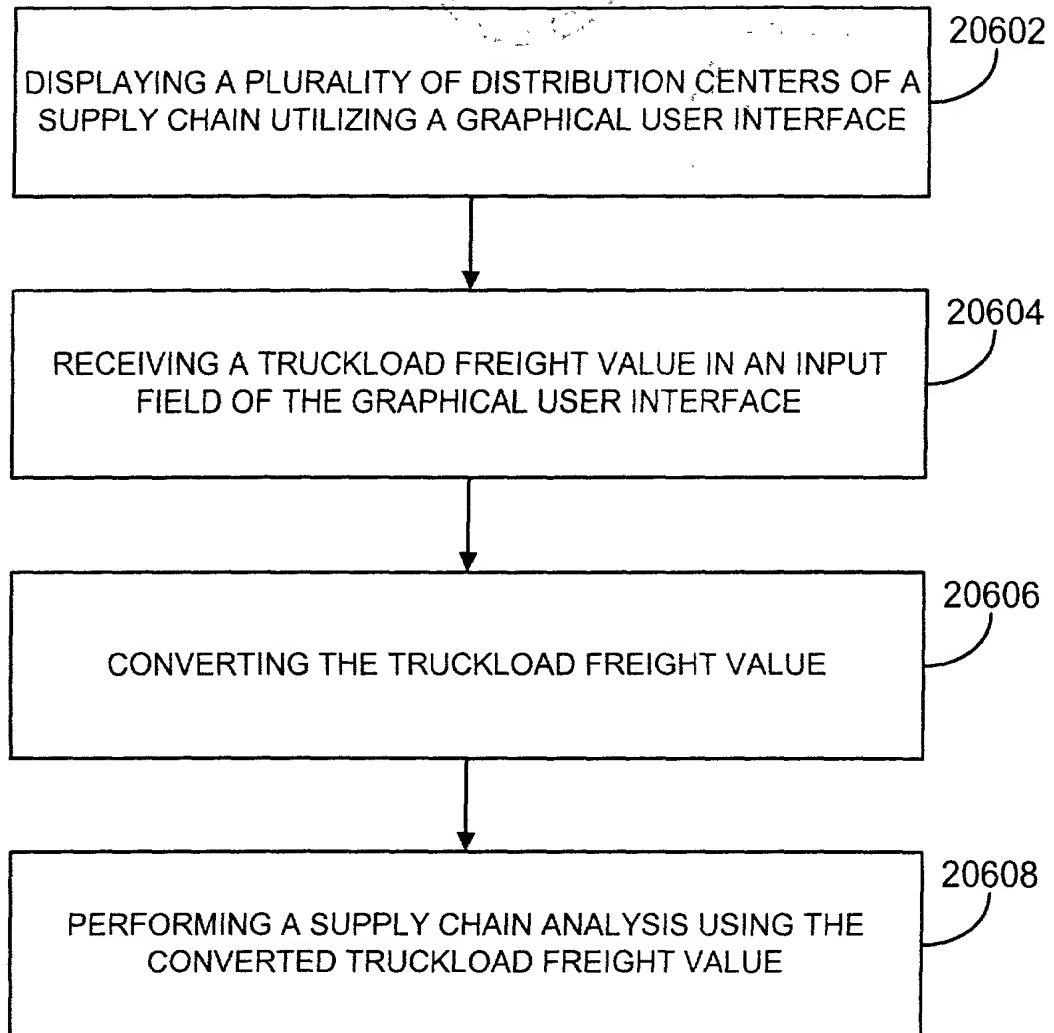 20602
DISPLAYING A PLURALITY OF DISTRIBUTION CENTERS OF A
SUPPLY CHAIN UTILIZING A GRAPHICAL USER INTERFACE
20604
RECEIVING A TRUCKLOAD FREIGHT VALUE IN AN INPUT
FIELD OF THE GRAPHICAL USER INTERFACE
20606
CONVERTING THE TRUCKLOAD FREIGHT VALUE
20608
PERFORMING A SUPPLY CHAIN ANALYSIS USING THE
CONVERTED TRUCKLOAD FREIGHT VALUE